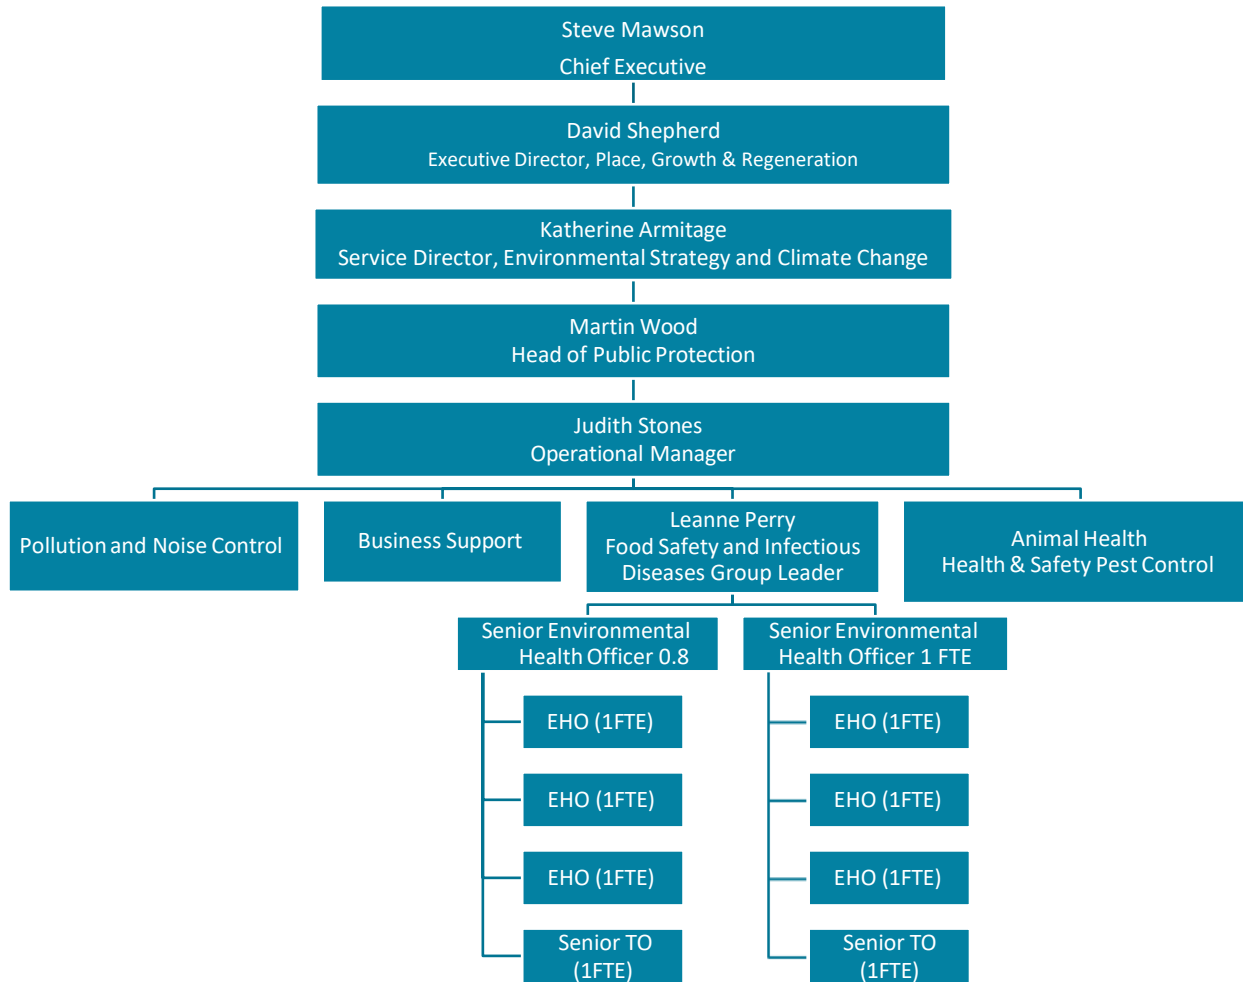 Steve Mawson
Chief Executive
David Shepherd
Executive Director, Place, Growth & Regeneration
Katherine Armitage
Service Director, Environmental Strategy and Climate Change
Martin Wood
Head of Public Protection
Judith Stones
Operational Manager
Pollution and Noise Control
Business Support
Leanne Perry
Food Safety and Infectious
Diseases Group Leader
Animal Health
Health & Safety Pest Control
Senior Environmental
Health Officer 0.8
EHO (1FTE)
EHO (1FTE)
EHO (1FTE)
Senior TO
(1FTE)
Senior Environmental
Health Officer 1 FTE
EHO (1FTE)
EHO (1FTE)
EHO (1FTE)
Senior TO
(1FTE)